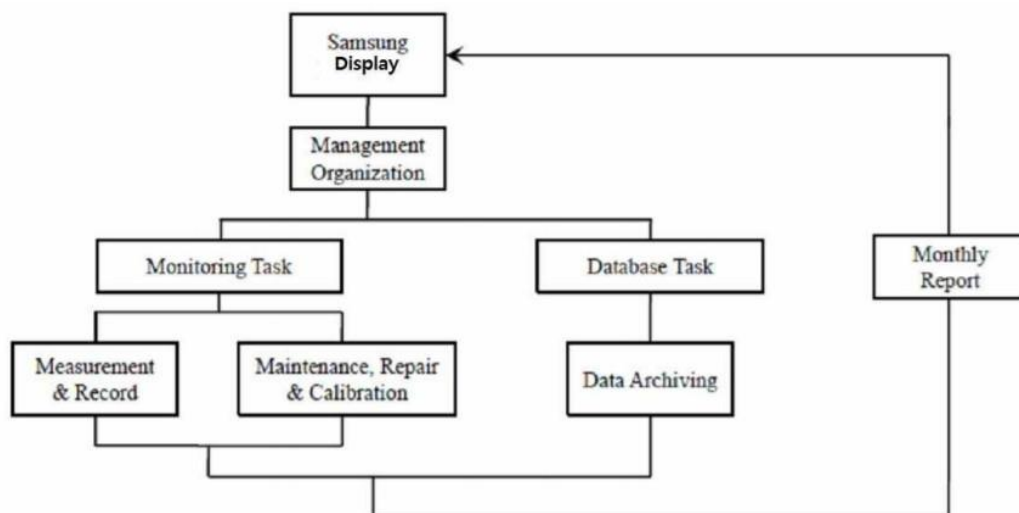 Samsung
Display
Management
Organization
Monitoring Task
Database Task
Monthly
Report
Measurement
& Record
Maintenance, Repair
& Calibration
Data Archiving